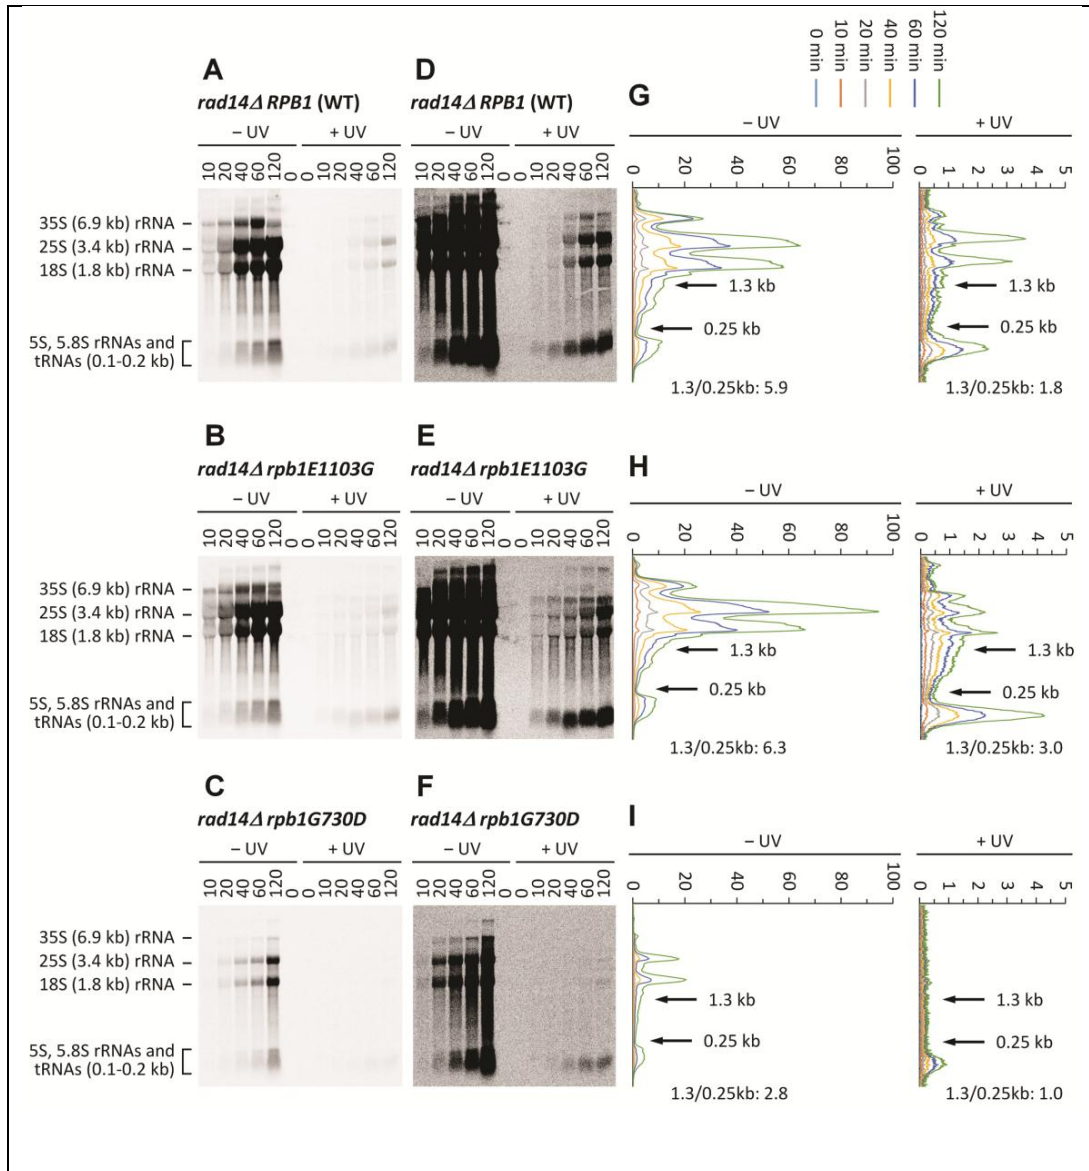 120 min
60 min
40 min
20 min
10 min
0 min
A
rad14Δ RPB1 (WT)
– UV
+ UV
10 20 40 60 120 0 0 10 20 40 60 120
35S (6.9 kb) rRNA –
25S (3.4 kb) rRNA –
18S (1.8 kb) rRNA –
5S, 5.8S rRNAs and
tRNAs (0.1-0.2 kb)
D
rad14Δ RPB1 (WT)
– UV
+ UV
10 20 40 60 120 0 0 10 20 40 60 120
G
– UV
0 20 40 60 80 100
1.3 kb
0.25 kb
1.3/0.25kb: 5.9
+ UV
0 1 2 3 4 5
1.3 kb
0.25 kb
1.3/0.25kb: 1.8
B
rad14Δ rpb1E1103G
– UV
+ UV
10 20 40 60 120 0 0 10 20 40 60 120
35S (6.9 kb) rRNA –
25S (3.4 kb) rRNA –
18S (1.8 kb) rRNA –
5S, 5.8S rRNAs and
tRNAs (0.1-0.2 kb)
E
rad14Δ rpb1E1103G
– UV
+ UV
10 20 40 60 120 0 0 10 20 40 60 120
H
– UV
0 20 40 60 80 100
1.3 kb
0.25 kb
1.3/0.25kb: 6.3
+ UV
0 1 2 3 4 5
1.3 kb
0.25 kb
1.3/0.25kb: 3.0
C
rad14Δ rpb1G730D
– UV
+ UV
10 20 40 60 120 0 0 10 20 40 60 120
35S (6.9 kb) rRNA –
25S (3.4 kb) rRNA –
18S (1.8 kb) rRNA –
5S, 5.8S rRNAs and
tRNAs (0.1-0.2 kb)
F
rad14Δ rpb1G730D
– UV
+ UV
10 20 40 60 120 0 0 10 20 40 60 120
I
– UV
0 20 40 60 80 100
1.3 kb
0.25 kb
1.3/0.25kb: 2.8
+ UV
0 1 2 3 4 5
1.3 kb
0.25 kb
1.3/0.25kb: 1.0